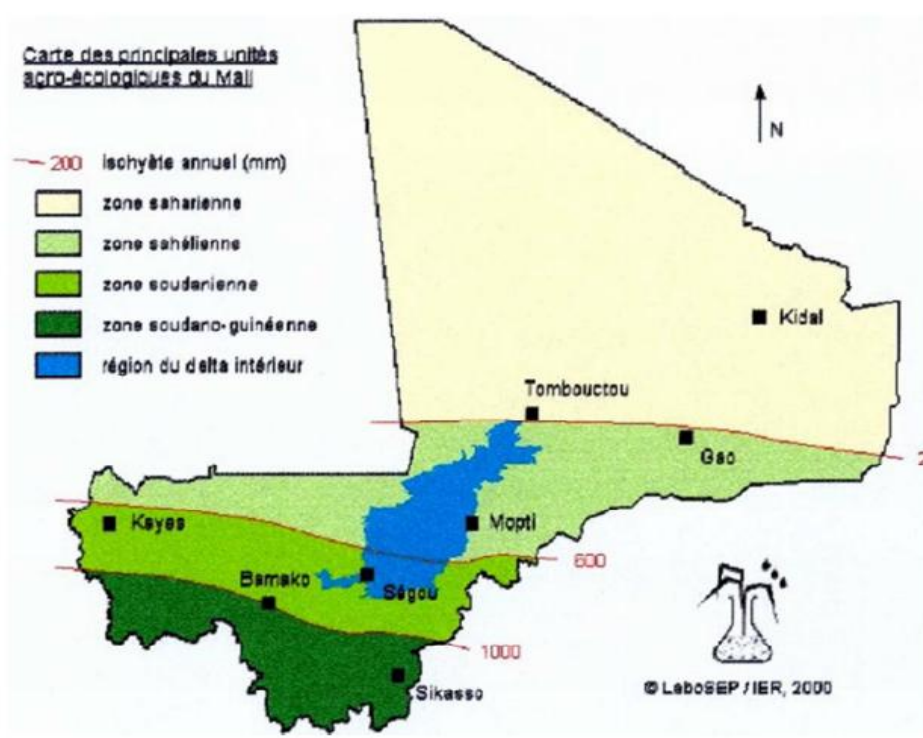 Carte des principales unités
agro-écologiques du Mali
200 isohyète annuel (mm)
zone saharienne
zone sahélienne
zone soudanienne
zone soudano-guinéenne
région du delta intérieur
N
Kidal
Tombouctou
Gao
2
Kayes
Mopti
600
Bamako
Ségou
1000
Sikasso
© LaboSEP / IER, 2000